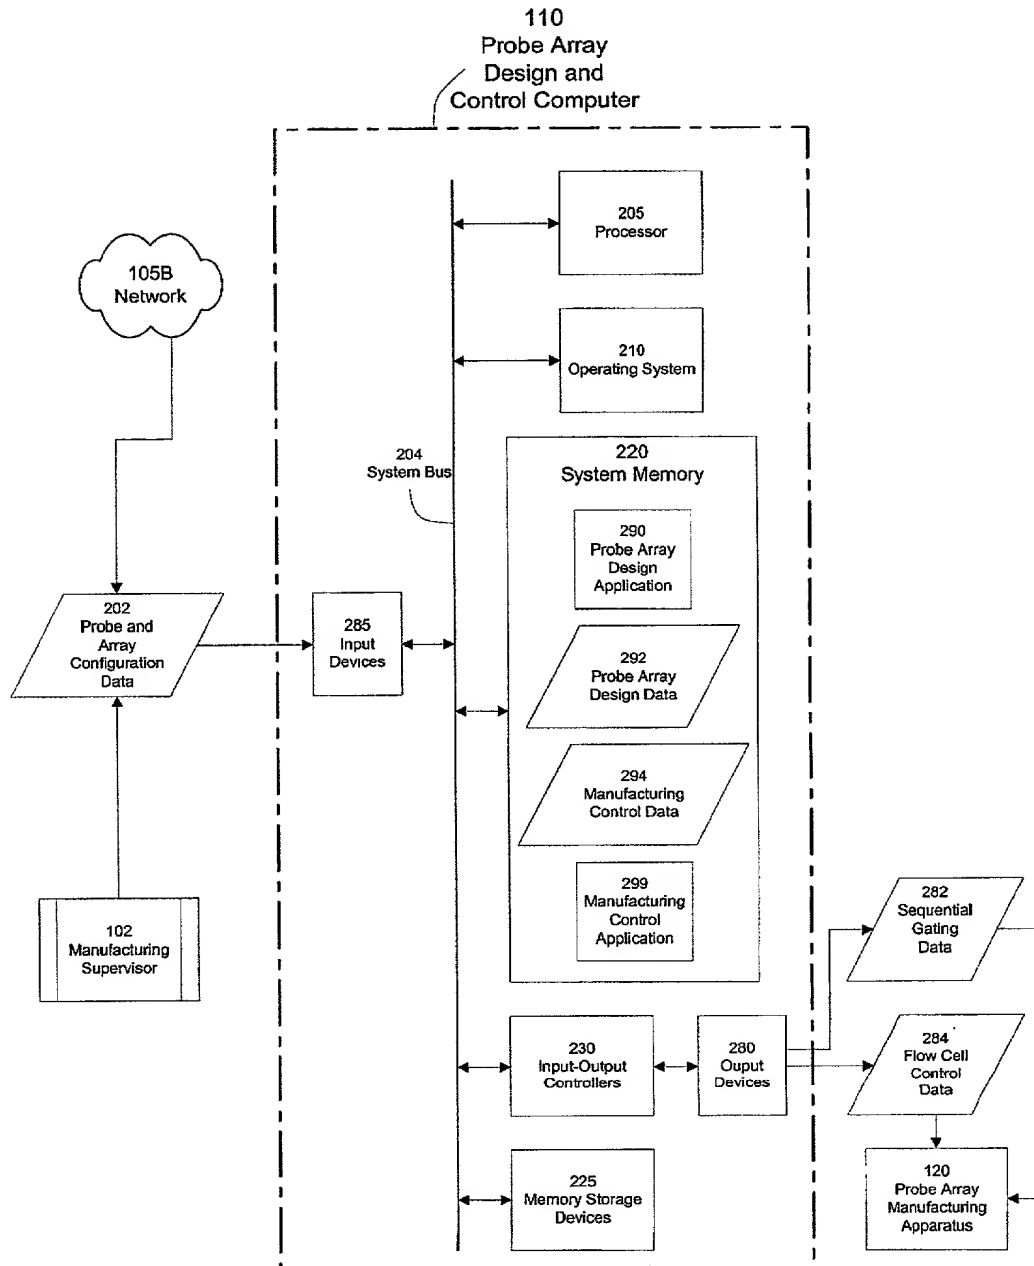 110
Probe Array
Design and
Control Computer
205
Processor
105B
Network
210
Operating System
204
System Bus
220
System Memory
290
Probe Array
Design
Application
202
Probe and
Array
Configuration
Data
285
Input
Devices
292
Probe Array
Design Data
294
Manufacturing
Control Data
299
Manufacturing
Control
Application
282
Sequential
Gating
Data
102
Manufacturing
Supervisor
230
Input-Output
Controllers
280
Ouput
Devices
284
Flow Cell
Control
Data
225
Memory Storage
Devices
120
Probe Array
Manufacturing
Apparatus